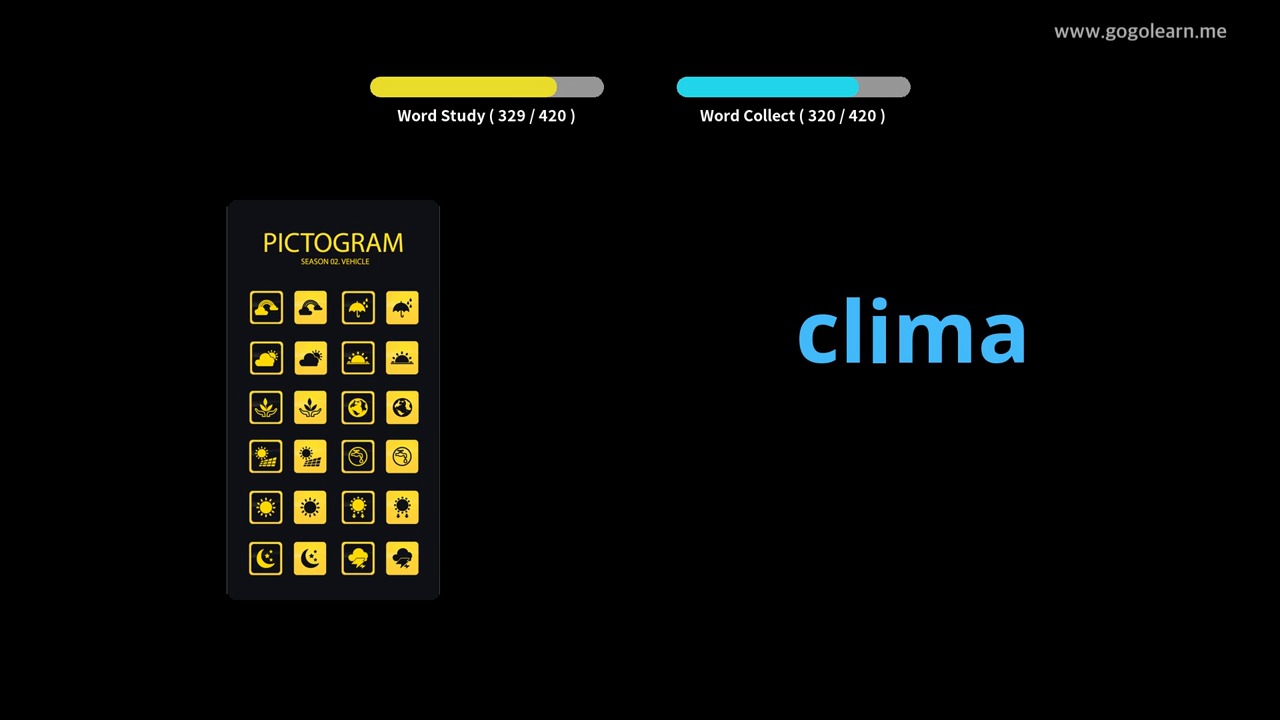 www.gogolearn.me
Word Study ( 329 / 420 )
Word Collect ( 320 / 420 )
PICTOGRAM
SEASON 02. VEHICLE
clima